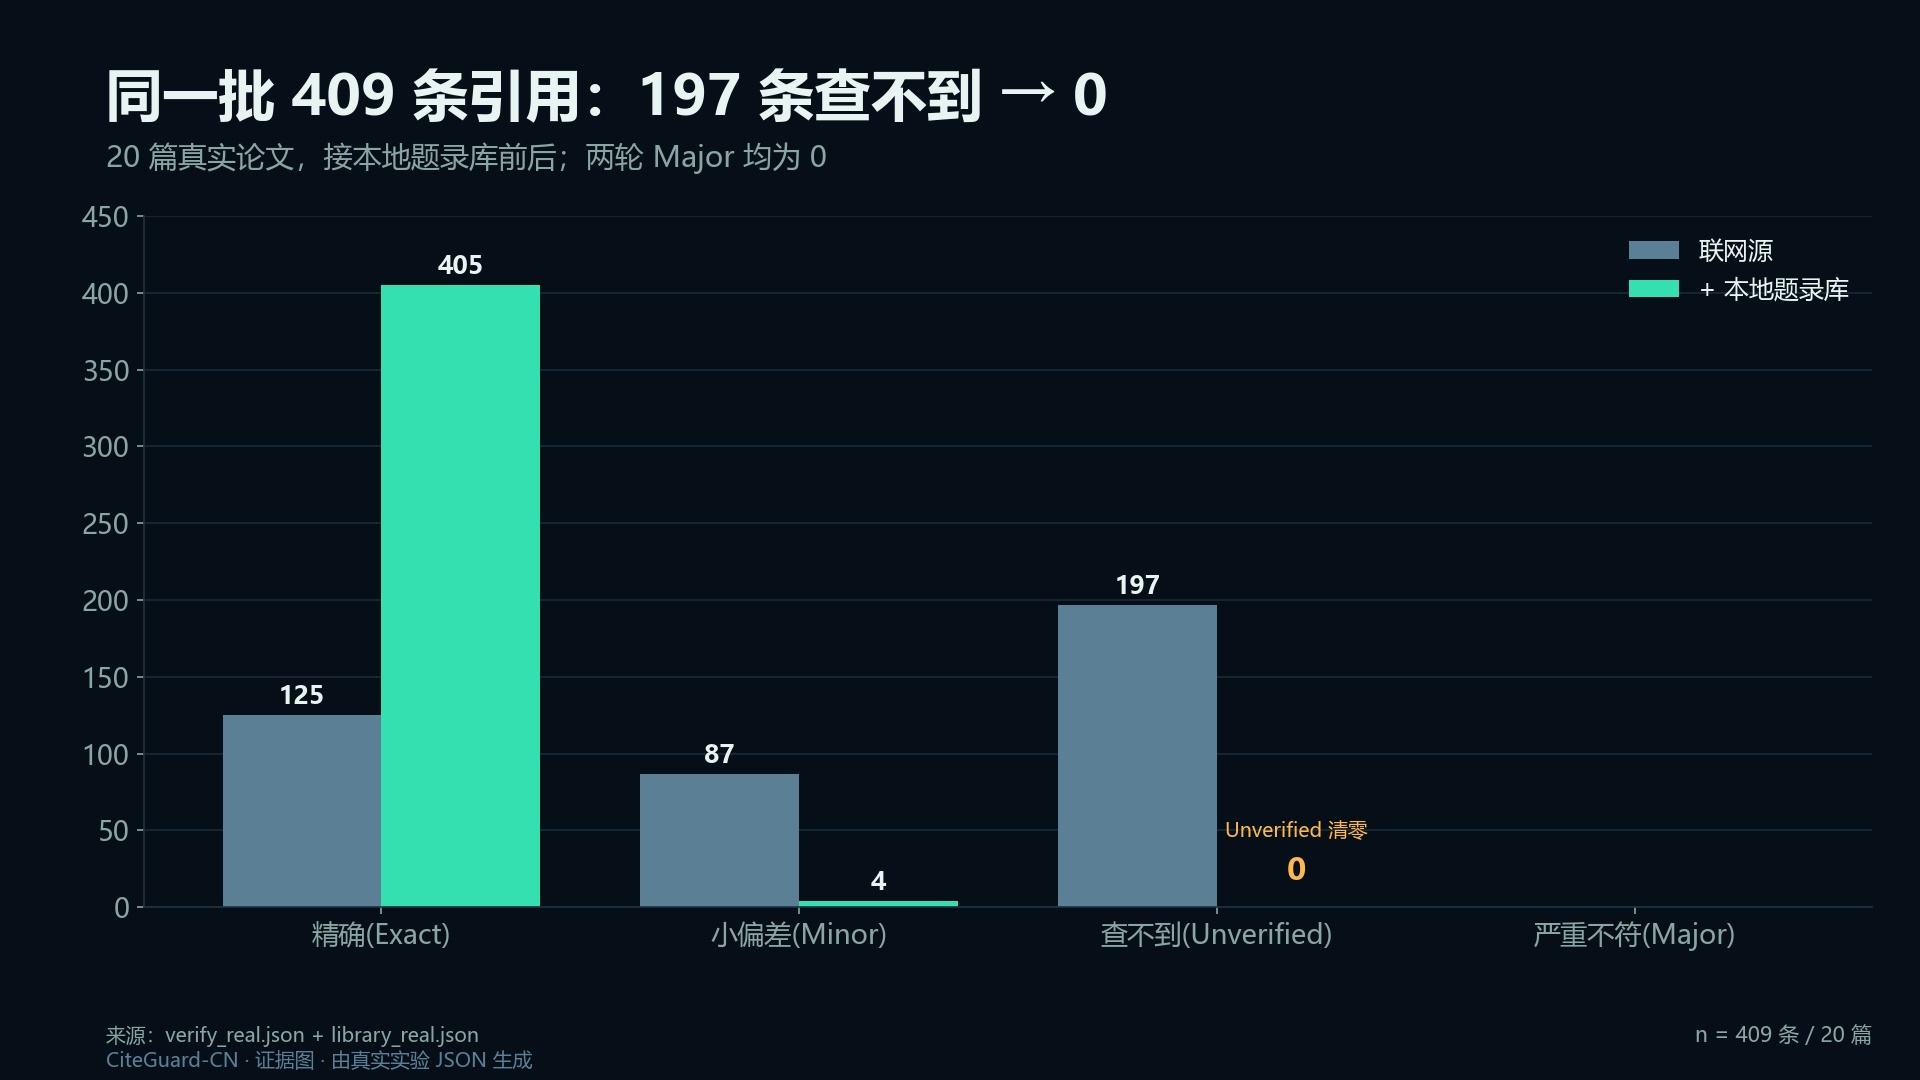 同一批 409 条引用：197 条查不到 → 0
20 篇真实论文，接本地题录库前后；两轮 Major 均为 0
450
400
350
300
250
200
150
100
50
0
联网源
+ 本地题录库
125
405
87
4
197
Unverified 清零
0
精确(Exact)
小偏差(Minor)
查不到(Unverified)
严重不符(Major)
来源：verify_real.json + library_real.json
n = 409 条 / 20 篇
CiteGuard-CN · 证据图 · 由真实实验 JSON 生成